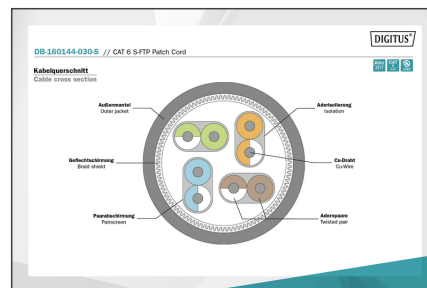 DIGITUS®
DB-160144-030-S // CAT 6 S-FTP Patch Cord
Kabelquerschnitt
Cable cross section
Außenmantel
Outer jacket
Aderisolierung
Isolation
Geflechtschirmung
Braid shield
Cu-Draht
Cu-Wire
Paarabschirmung
Pairscreen
Aderspaare
Twisted pair